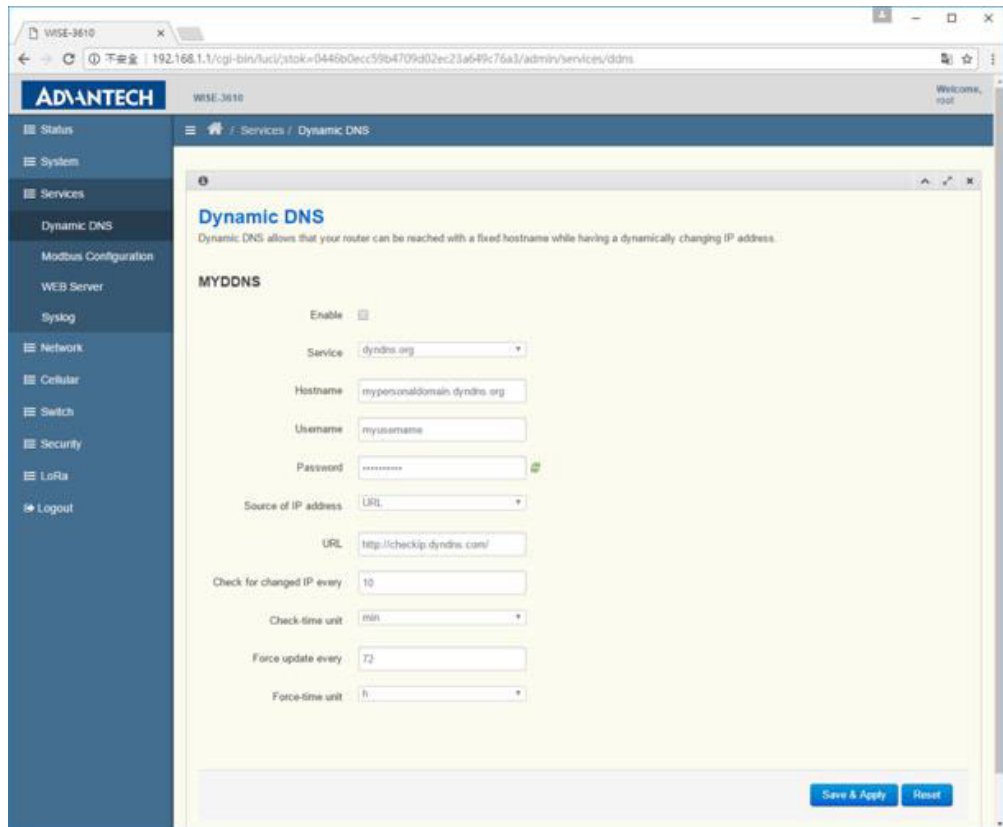 WISE-3610
不安全 | 192.168.1.1/cgi-bin/luci/;stok=0446b0ecc59b4709d02ec23a649c76a3/admin/services/ddns
ADVANTECH
WISE-3610
Welcome,
root
Status
System
Services
Dynamic DNS
Modbus Configuration
WEB Server
Syslog
Network
Cellular
Switch
Security
LoRa
Logout
/ Services / Dynamic DNS
Dynamic DNS
Dynamic DNS allows that your router can be reached with a fixed hostname while having a dynamically changing IP address.
MYDDNS
Enable
Service dyndns.org
Hostname mypersonaldomain.dyndns.org
Username myusername
Password ••••••••••
Source of IP address URL
URL http://checkip.dyndns.com/
Check for changed IP every 10
Check-time unit min
Force update every 72
Force-time unit h
Save & Apply Reset